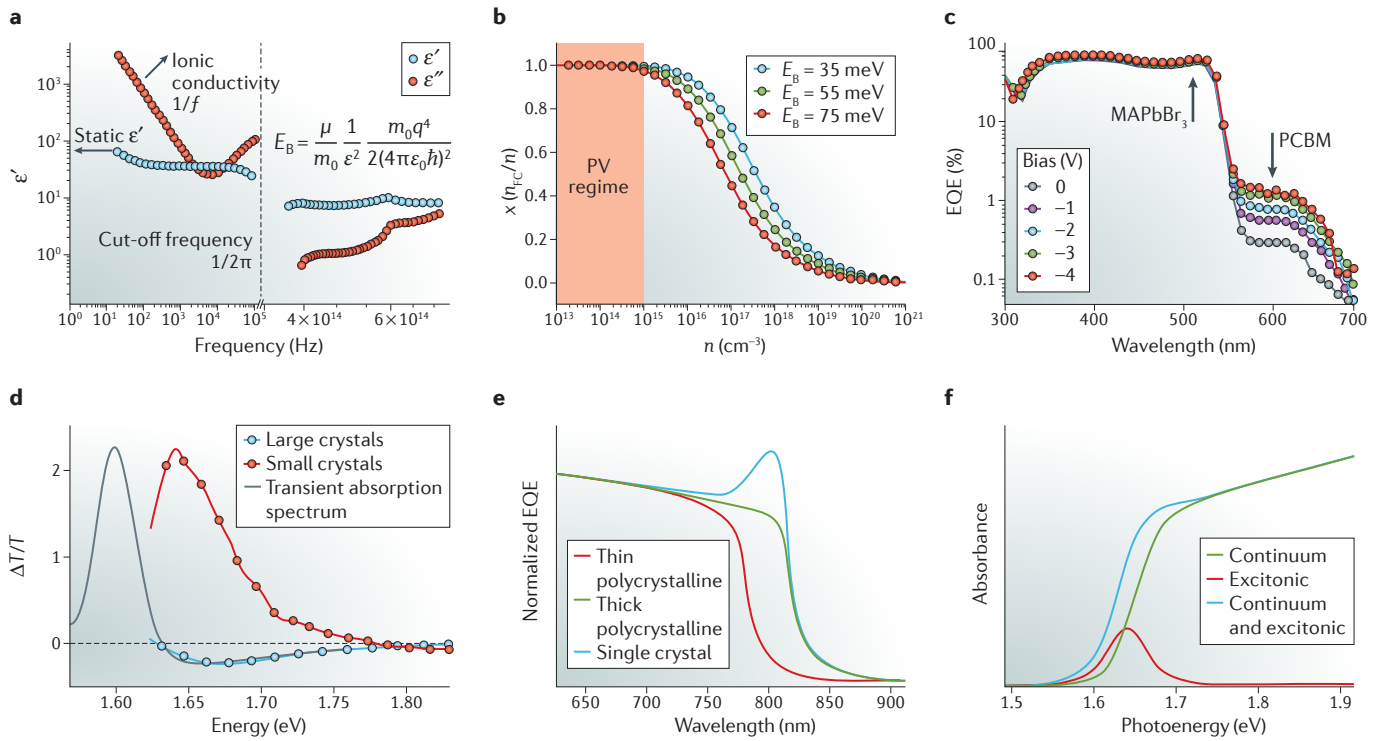 a
10³
10²
10¹
10⁰
ε′
Ionic
conductivity
1/f
ε′
ε″
Static ε′
E_B = μ/m₀ 1/ε² m₀q⁴/2(4πε₀ħ)²
Cut-off frequency
1/2π
10⁰ 10¹ 10² 10³ 10⁴ 10⁵ 4 × 10¹⁴ 6 × 10¹⁴
Frequency (Hz)
b
1.0
0.8
0.6
0.4
0.2
0.0
x (n_FC/n)
PV
regime
E_B = 35 meV
E_B = 55 meV
E_B = 75 meV
10¹³ 10¹⁴ 10¹⁵ 10¹⁶ 10¹⁷ 10¹⁸ 10¹⁹ 10²⁰ 10²¹
n (cm⁻³)
c
100
10
1
0.1
EQE (%)
MAPbBr₃
PCBM
Bias (V)
0
−1
−2
−3
−4
300 400 500 600 700
Wavelength (nm)
d
2
1
0
ΔT/T
Large crystals
Small crystals
Transient absorption
spectrum
1.60 1.65 1.70 1.75 1.80
Energy (eV)
e
Normalized EQE
Thin
polycrystalline
Thick
polycrystalline
Single crystal
650 700 750 800 850 900
Wavelength (nm)
f
Absorbance
Continuum
Excitonic
Continuum
and excitonic
1.5 1.6 1.7 1.8 1.9
Photoenergy (eV)